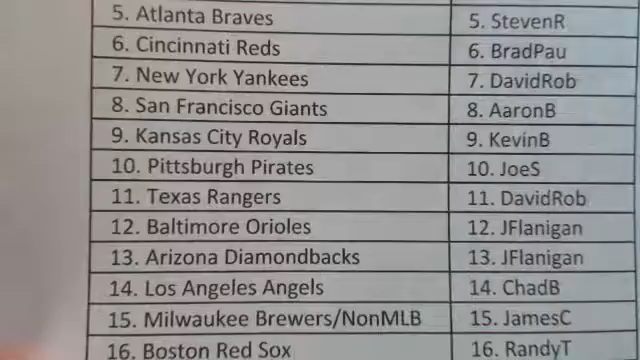 5. Atlanta Braves 5. StevenR
6. Cincinnati Reds 6. BradPau
7. New York Yankees 7. DavidRob
8. San Francisco Giants 8. AaronB
9. Kansas City Royals 9. KevinB
10. Pittsburgh Pirates 10. JoeS
11. Texas Rangers 11. DavidRob
12. Baltimore Orioles 12. JFlanigan
13. Arizona Diamondbacks 13. JFlanigan
14. Los Angeles Angels 14. ChadB
15. Milwaukee Brewers/NonMLB 15. JamesC
16. Boston Red Sox 16. RandyT